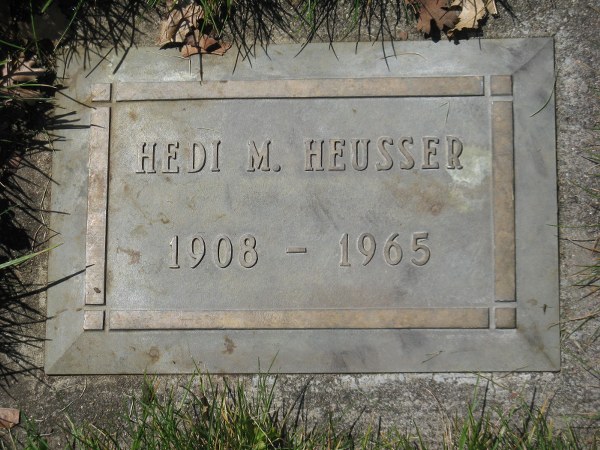 HEDI M. HEUSSER
1908 – 1965